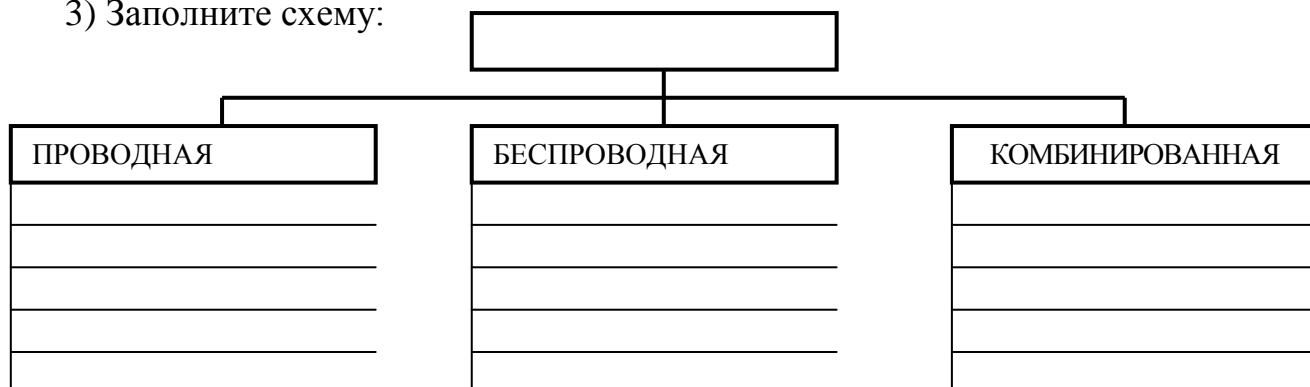 3) Заполните схему:
ПРОВОДНАЯ
БЕСПРОВОДНАЯ
КОМБИНИРОВАННАЯ